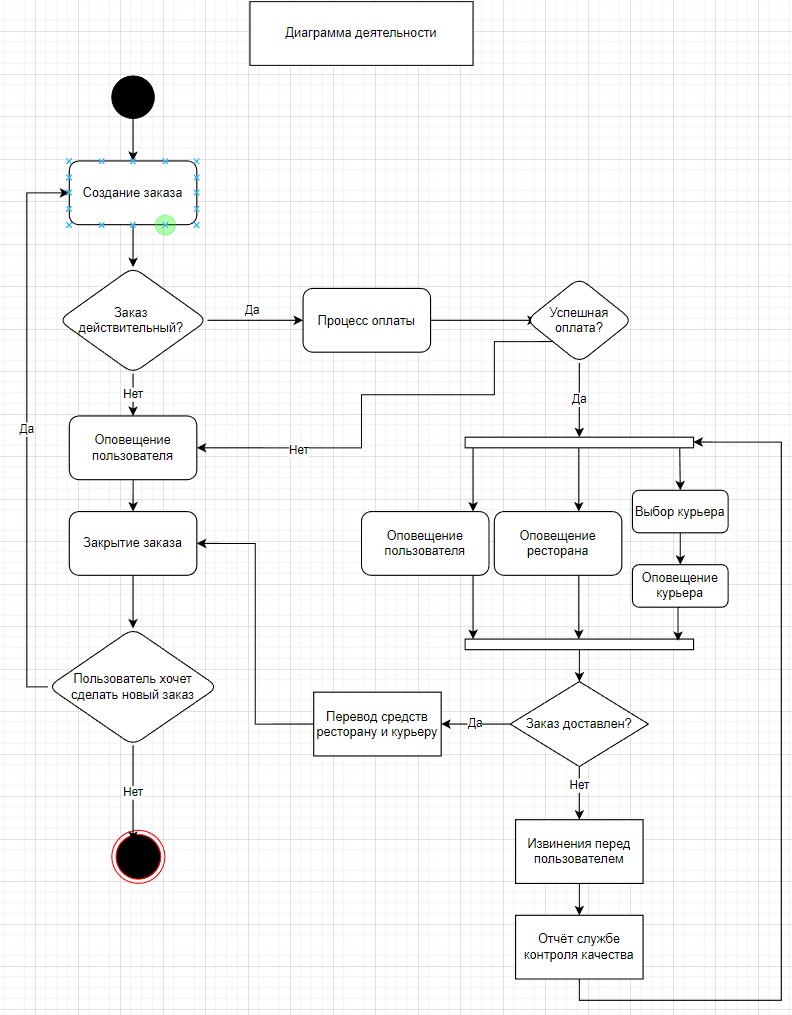 Диаграмма деятельности
Создание заказа
Заказ
действительный?
Да
Процесс оплаты
Успешная
оплата?
Нет
Да
Да
Оповещение
пользователя
Нет
Закрытие заказа
Оповещение
пользователя
Оповещение
ресторана
Выбор курьера
Оповещение
курьера
Пользователь хочет
сделать новый заказ
Перевод средств
ресторану и курьеру
Да
Заказ доставлен?
Нет
Нет
Извинения перед
пользователем
Отчёт службе
контроля качества